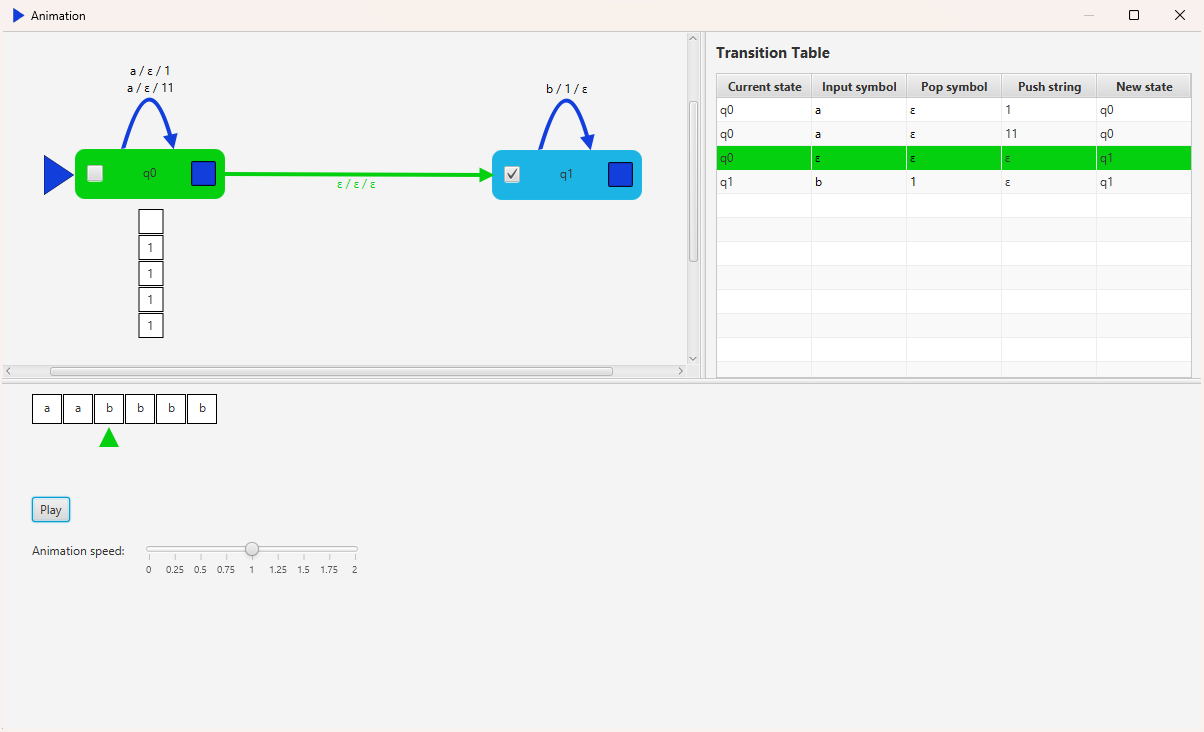 Animation
a / ε / 1
a / ε / 11
b / 1 / ε
q0
ε / ε / ε
q1
1
1
1
1
Transition Table
Current state Input symbol Pop symbol Push string New state
q0 a ε 1 q0
q0 a ε 11 q0
q0 ε ε ε q1
q1 b 1 ε q1
a a b b b b
Play
Animation speed:
0 0.25 0.5 0.75 1 1.25 1.5 1.75 2